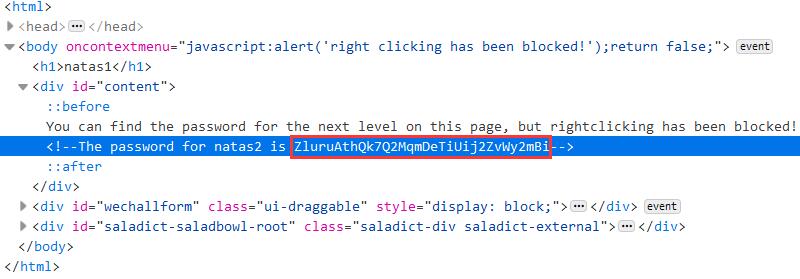 <html>
<head> ••• </head>
<body oncontextmenu="javascript:alert('right clicking has been blocked!');return false;"> event
<h1>natas1</h1>
<div id="content">
::before
You can find the password for the next level on this page, but rightclicking has been blocked!
<!--The password for natas2 is ZluruAthQk7Q2MqmDeTiUij2ZvWy2mBi-->
::after
</div>
<div id="wechallform" class="ui-draggable" style="display: block;"> ••• </div> event
<div id="saladict-saladbowl-root" class="saladict-div saladict-external"> ••• </div>
</body>
</html>